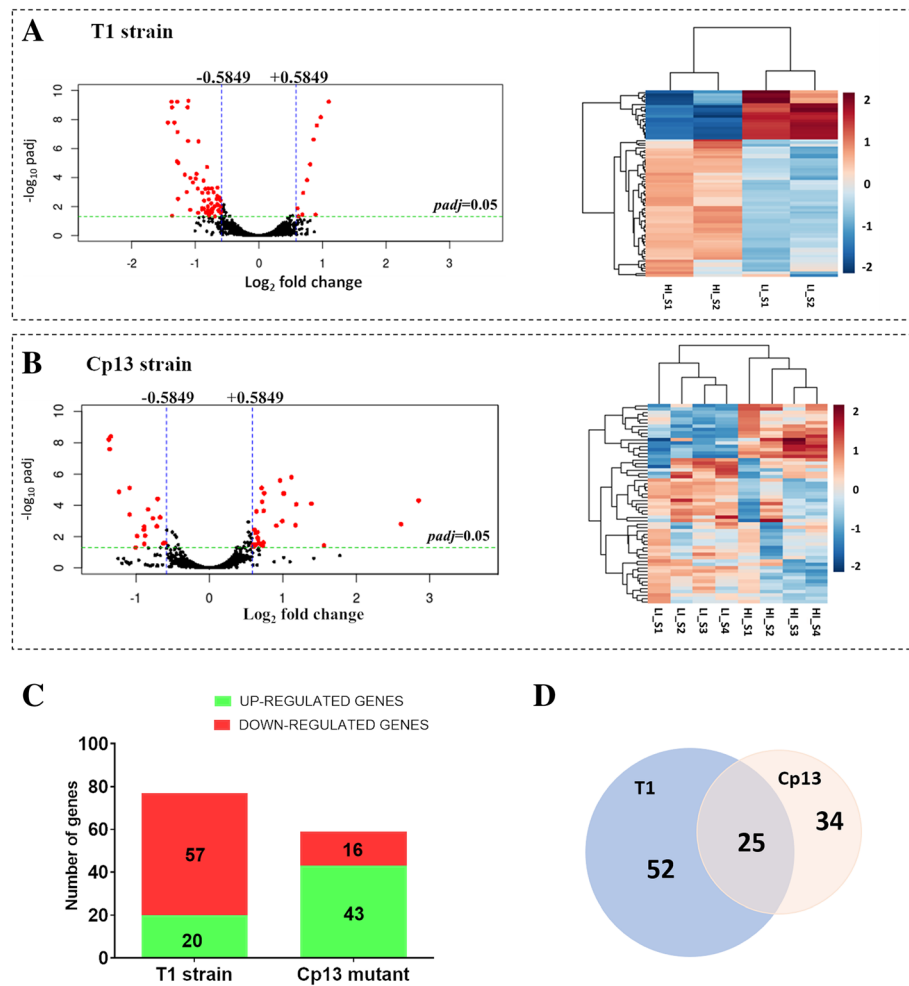 A
T1 strain
-0.5849 +0.5849
10
8
6
4
2
0
-log10 padj
padj=0.05
-2 -1 0 1 2 3
Log2 fold change
2
1
0
-1
-2
HI_S1 HI_S2 LI_S1 LI_S2
B
Cp13 strain
-0.5849 +0.5849
10
8
6
4
2
0
-log10 padj
padj=0.05
-1 0 1 2 3
Log2 fold change
2
1
0
-1
-2
LI_S1 LI_S2 LI_S3 LI_S4 HI_S1 HI_S2 HI_S3 HI_S4
C
UP-REGULATED GENES
DOWN-REGULATED GENES
100
80
60
40
20
0
Number of genes
57
20
16
43
T1 strain Cp13 mutant
D
T1
Cp13
52
25
34